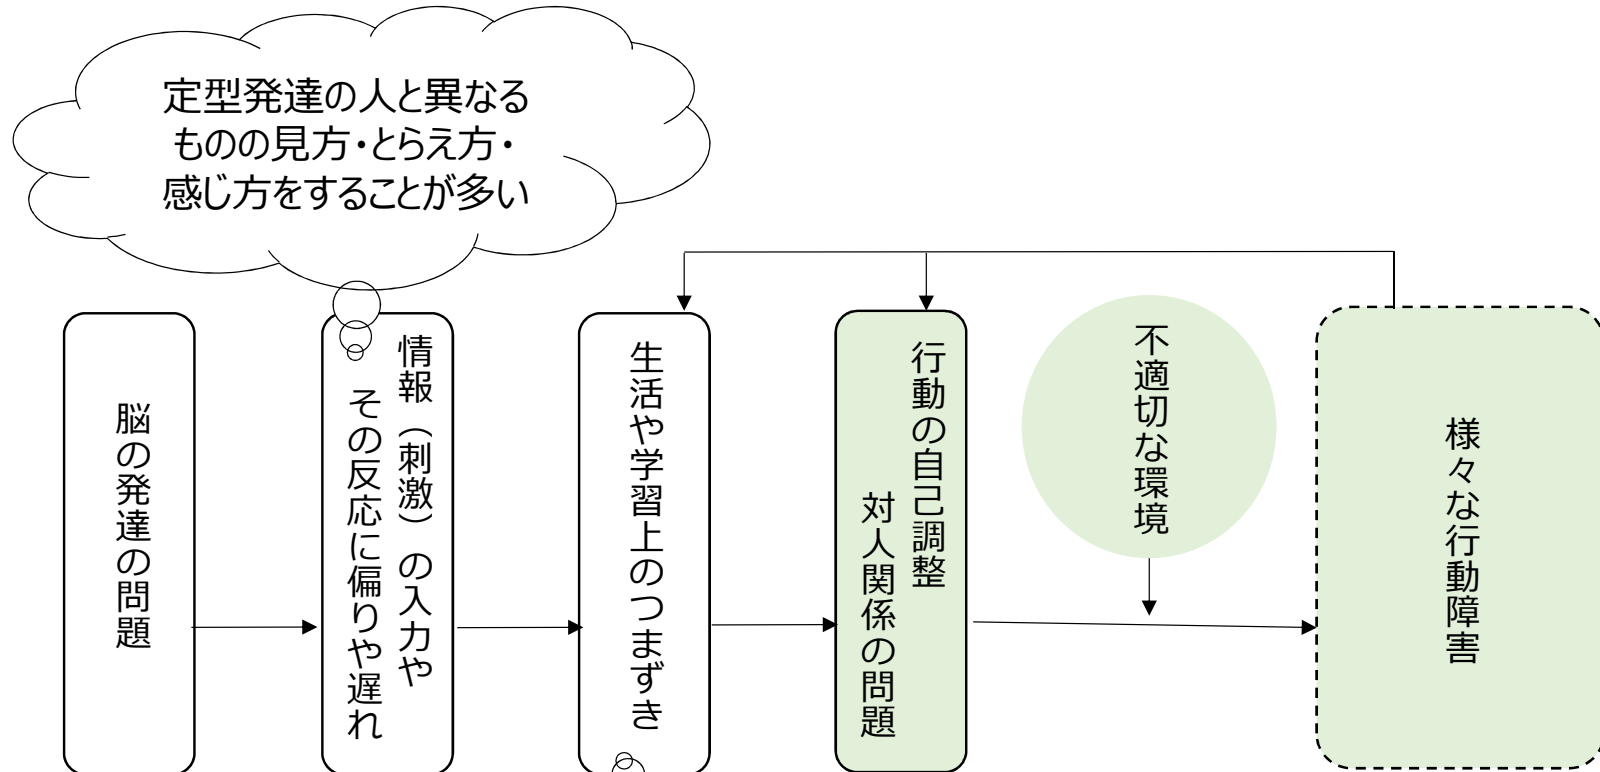 定型発達の人と異なる
ものの見方・とらえ方・
感じ方をすることが多い
脳の発達の問題
情報（刺激）の入力や
その反応に偏りや遅れ
生活や学習上のつまずき
行動の自己調整
対人関係の問題
不適切な環境
様々な行動障害